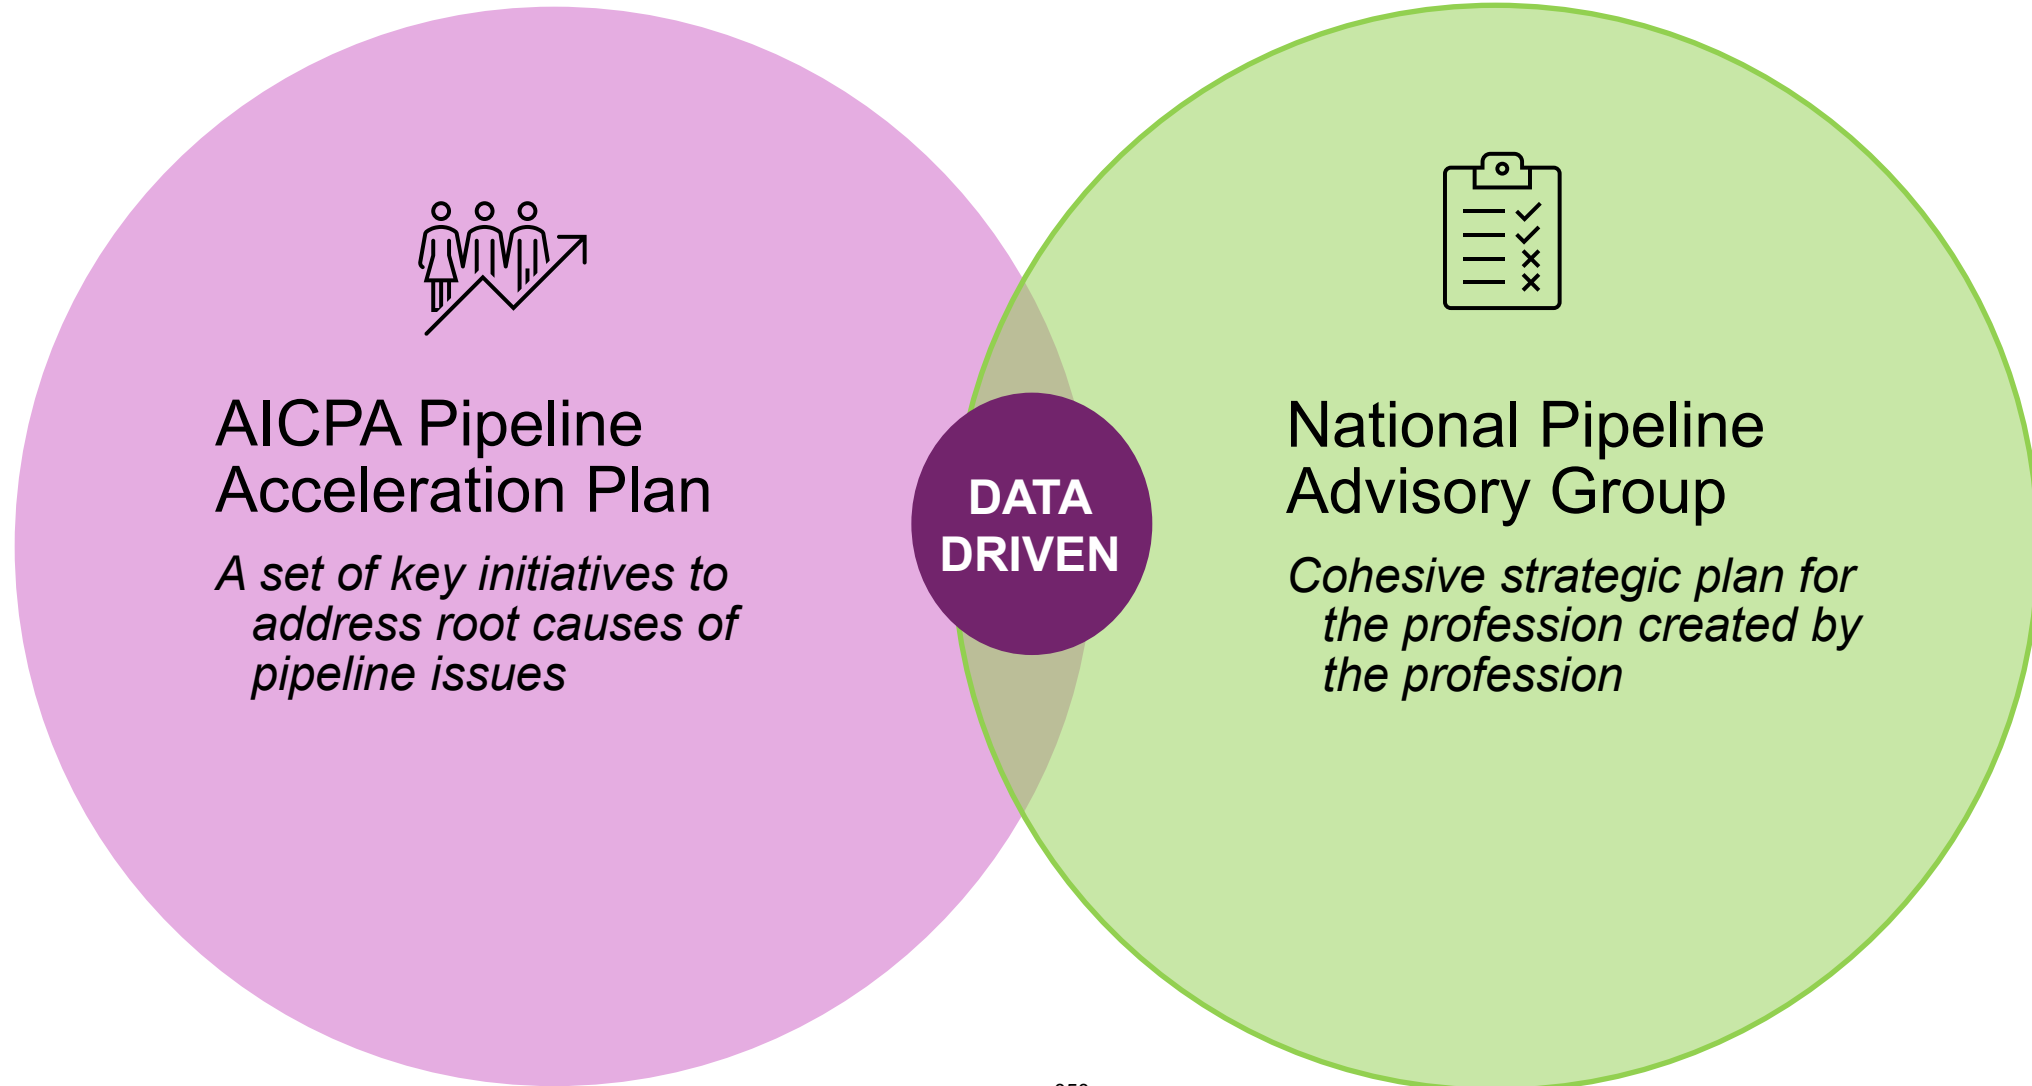 AICPA Pipeline
Acceleration Plan
A set of key initiatives to
address root causes of
pipeline issues
DATA
DRIVEN
National Pipeline
Advisory Group
Cohesive strategic plan for
the profession created by
the profession